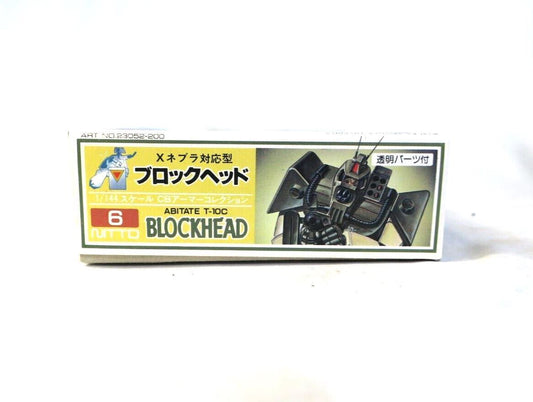 ART NO.23052-200
Xネブラ対応型
ブロックヘッド
1/144スケール CBアーマーコレクション
6
NITTO
ABITATE T-10C
BLOCKHEAD
透明パーツ付